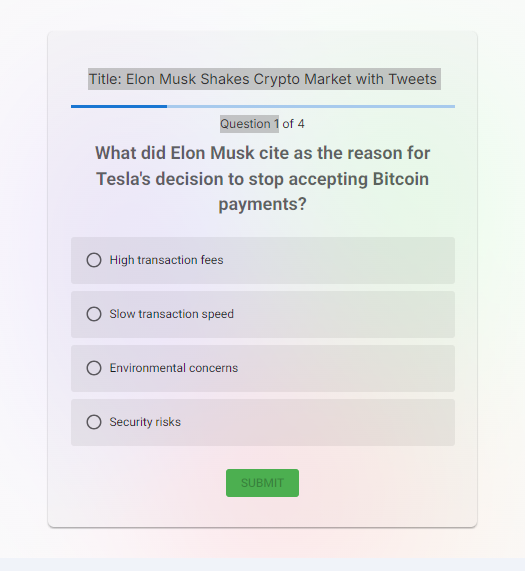 Title: Elon Musk Shakes Crypto Market with Tweets
Question 1 of 4
What did Elon Musk cite as the reason for
Tesla's decision to stop accepting Bitcoin
payments?
High transaction fees
Slow transaction speed
Environmental concerns
Security risks
SUBMIT